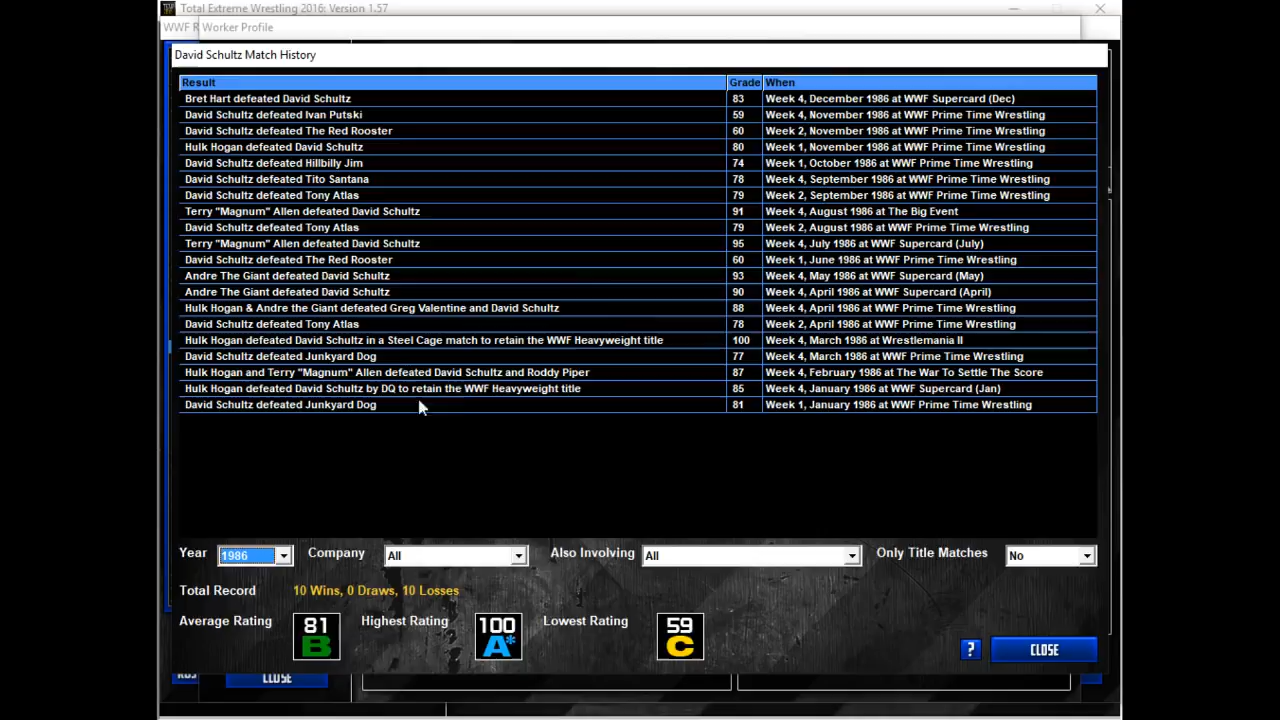 Total Extreme Wrestling 2016: Version 1.57
WWF R Worker Profile
David Schultz Match History
Result Grade When
Bret Hart defeated David Schultz 83 Week 4, December 1986 at WWF Supercard (Dec)
David Schultz defeated Ivan Putski 59 Week 4, November 1986 at WWF Prime Time Wrestling
David Schultz defeated The Red Rooster 60 Week 2, November 1986 at WWF Prime Time Wrestling
Hulk Hogan defeated David Schultz 80 Week 1, November 1986 at WWF Prime Time Wrestling
David Schultz defeated Hillbilly Jim 74 Week 1, October 1986 at WWF Prime Time Wrestling
David Schultz defeated Tito Santana 78 Week 4, September 1986 at WWF Prime Time Wrestling
David Schultz defeated Tony Atlas 79 Week 2, September 1986 at WWF Prime Time Wrestling
Terry "Magnum" Allen defeated David Schultz 91 Week 4, August 1986 at The Big Event
David Schultz defeated Tony Atlas 79 Week 2, August 1986 at WWF Prime Time Wrestling
Terry "Magnum" Allen defeated David Schultz 95 Week 4, July 1986 at WWF Supercard (July)
David Schultz defeated The Red Rooster 60 Week 1, June 1986 at WWF Prime Time Wrestling
Andre The Giant defeated David Schultz 93 Week 4, May 1986 at WWF Supercard (May)
Andre The Giant defeated David Schultz 90 Week 4, April 1986 at WWF Supercard (April)
Hulk Hogan & Andre the Giant defeated Greg Valentine and David Schultz 88 Week 4, April 1986 at WWF Prime Time Wrestling
David Schultz defeated Tony Atlas 78 Week 2, April 1986 at WWF Prime Time Wrestling
Hulk Hogan defeated David Schultz in a Steel Cage match to retain the WWF Heavyweight title 100 Week 4, March 1986 at Wrestlemania II
David Schultz defeated Junkyard Dog 77 Week 4, March 1986 at WWF Prime Time Wrestling
Hulk Hogan and Terry "Magnum" Allen defeated David Schultz and Roddy Piper 87 Week 4, February 1986 at The War To Settle The Score
Hulk Hogan defeated David Schultz by DQ to retain the WWF Heavyweight title 85 Week 4, January 1986 at WWF Supercard (Jan)
David Schultz defeated Junkyard Dog 81 Week 1, January 1986 at WWF Prime Time Wrestling
Year 1986 Company All Also Involving All Only Title Matches No
Total Record 10 Wins, 0 Draws, 10 Losses
Average Rating 81 B Highest Rating 100 A* Lowest Rating 59 C
? CLOSE
CLOSE